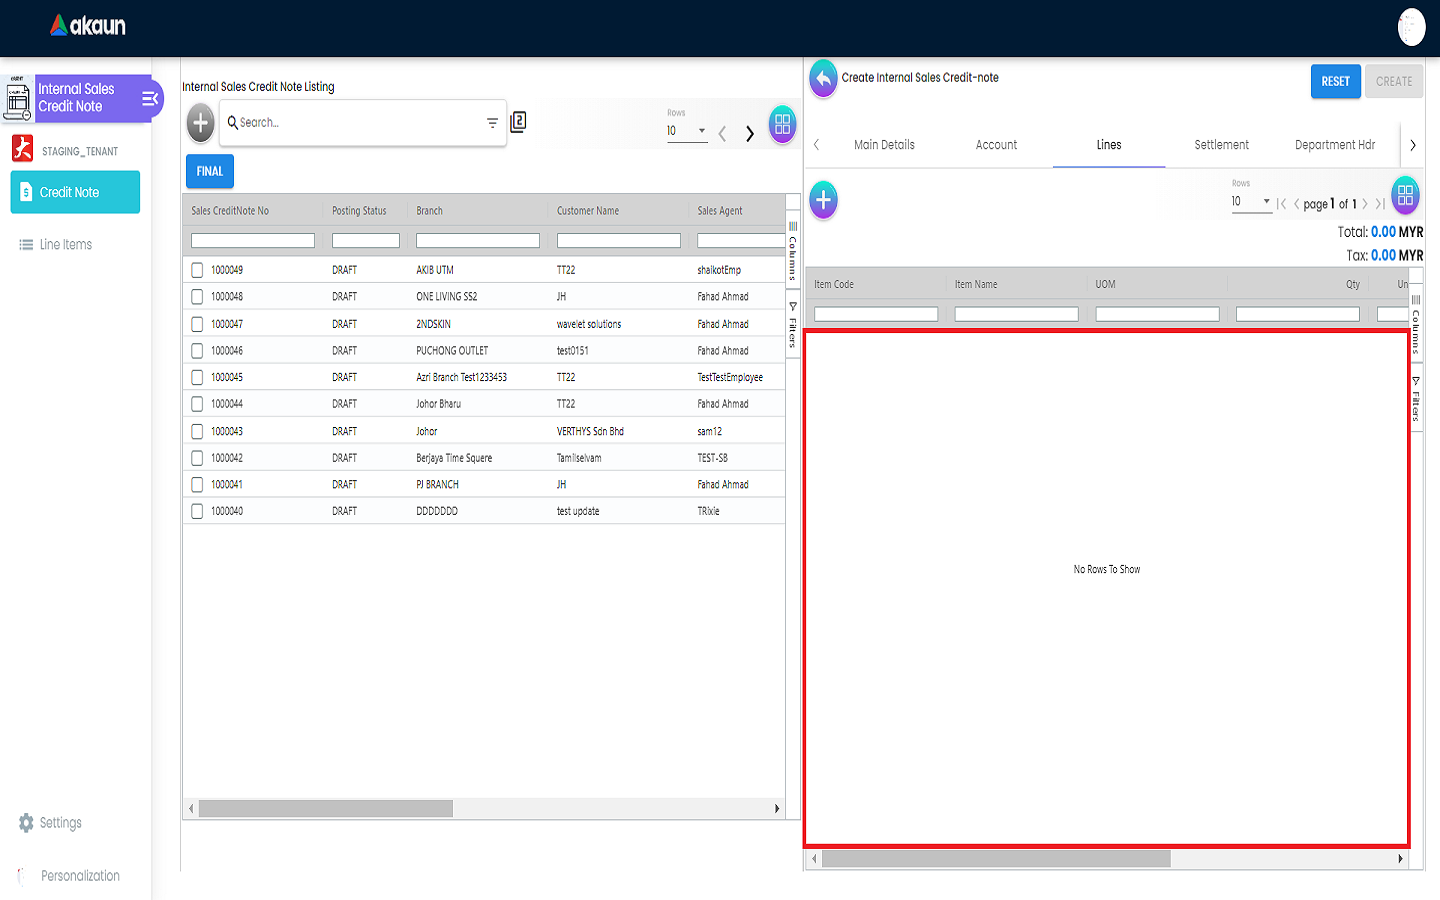 akaun
Internal Sales
Credit Note
STAGING_TENANT
Credit Note
Line Items
Settings
Personalization
Internal Sales Credit Note Listing
Search...
2
Rows
10
FINAL
Sales CreditNote No Posting Status Branch Customer Name Sales Agent
1000049 DRAFT AKIB UTM TT22 shaikotEmp
1000048 DRAFT ONE LIVING SS2 JH Fahad Ahmad
1000047 DRAFT 2NDSKIN wavelet solutions Fahad Ahmad
1000046 DRAFT PUCHONG OUTLET test0151 Fahad Ahmad
1000045 DRAFT Azri Branch Test1233453 TT22 TestTestEmployee
1000044 DRAFT Johor Bharu TT22 Fahad Ahmad
1000043 DRAFT Johor VERTHYS Sdn Bhd sam12
1000042 DRAFT Berjaya Time Squere Tamilselvam TEST-SB
1000041 DRAFT PJ BRANCH JH Fahad Ahmad
1000040 DRAFT DDDDDDD test update TRixie
Columns
Filters
Create Internal Sales Credit-note
RESET
CREATE
Main Details Account Lines Settlement Department Hdr
Rows
10
page 1 of 1
Total: 0.00 MYR
Tax: 0.00 MYR
Item Code Item Name UOM Qty Un
No Rows To Show
Columns
Filters